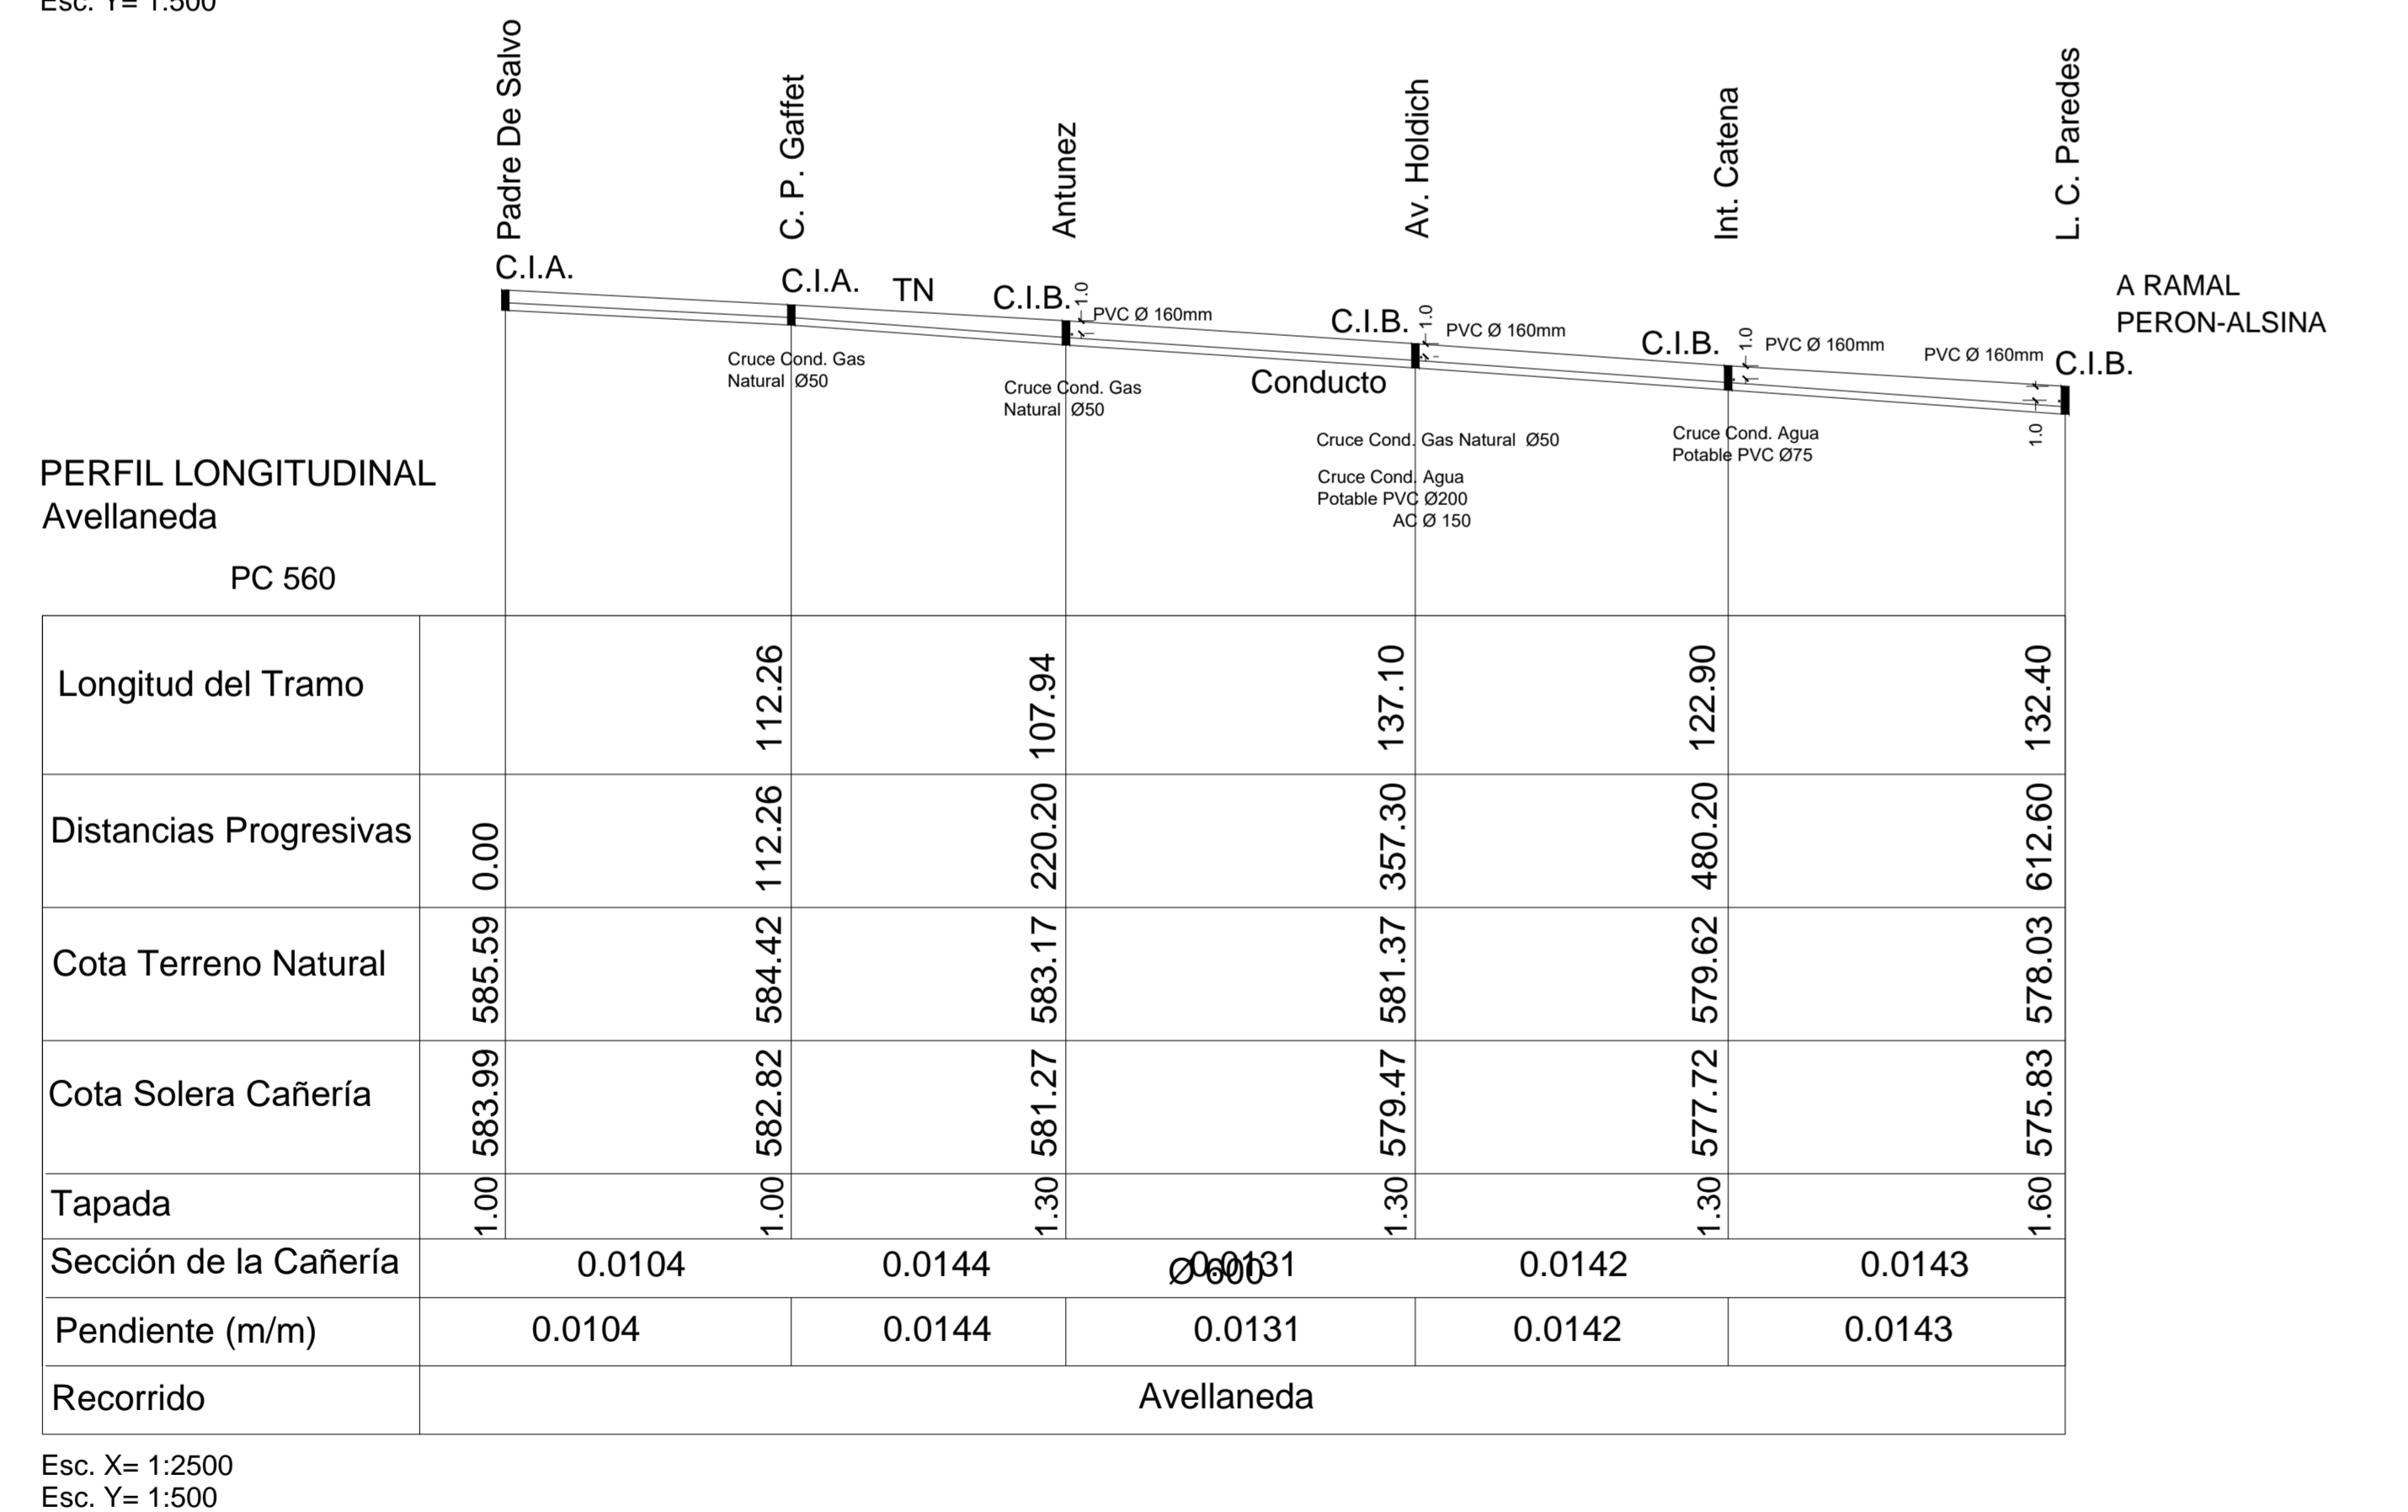 Esc. Y= 1:500
Padre De Salvo
C. P. Gaffet
Antunez
Av. Holdich
Int. Catena
L. C. Paredes
C.I.A.
C.I.A.
TN
C.I.B.
1.0
PVC Ø 160mm
C.I.B.
1.0
PVC Ø 160mm
C.I.B.
1.0
PVC Ø 160mm
PVC Ø 160mm
C.I.B.
1.0
A RAMAL
PERON-ALSINA
Cruce Cond. Gas
Natural Ø50
Cruce Cond. Gas
Natural Ø50
Conducto
Cruce Cond. Gas Natural Ø50
Cruce Cond. Agua
Potable PVC Ø200
AC Ø 150
Cruce Cond. Agua
Potable PVC Ø75
PERFIL LONGITUDINAL
Avellaneda
PC 560
Longitud del Tramo 112.26 107.94 137.10 122.90 132.40
Distancias Progresivas 0.00 112.26 220.20 357.30 480.20 612.60
Cota Terreno Natural 585.59 584.42 583.17 581.37 579.62 578.03
Cota Solera Cañería 583.99 582.82 581.27 579.47 577.72 575.83
Tapada 1.00 1.00 1.30 1.30 1.30 1.60
Sección de la Cañería 0.0104 0.0144 Ø 600 0.0131 0.0142 0.0143
Pendiente (m/m) 0.0104 0.0144 0.0131 0.0142 0.0143
Recorrido Avellaneda
Esc. X= 1:2500
Esc. Y= 1:500